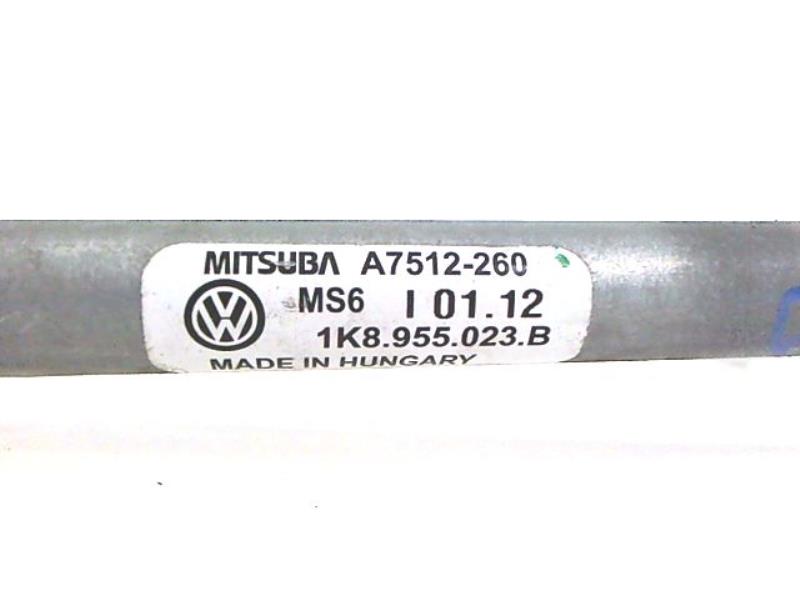 MITSUBA A7512-260
MS6 I 01.12
1K8.955.023.B
MADE IN HUNGARY